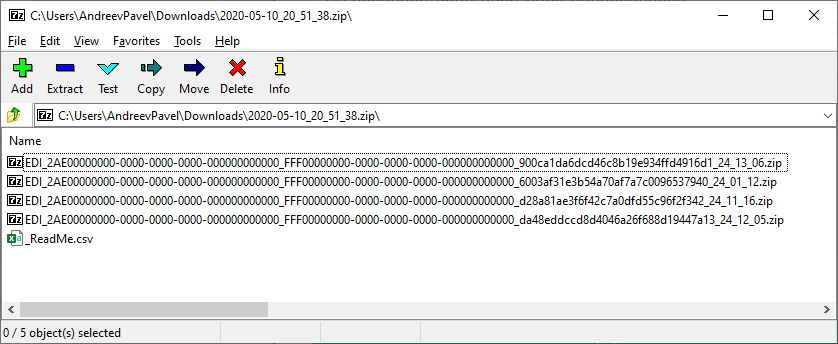 C:\Users\AndreevPavel\Downloads\2020-05-10_20_51_38.zip\
File Edit View Favorites Tools Help
Add Extract Test Copy Move Delete Info
C:\Users\AndreevPavel\Downloads\2020-05-10_20_51_38.zip\
Name
EDI_2AE00000000-0000-0000-0000-000000000000_FFF00000000-0000-0000-0000-000000000000_900ca1da6dcd46c8b19e934ffd4916d1_24_13_06.zip
EDI_2AE00000000-0000-0000-0000-000000000000_FFF00000000-0000-0000-0000-000000000000_6003af31e3b54a70af7a7c0096537940_24_01_12.zip
EDI_2AE00000000-0000-0000-0000-000000000000_FFF00000000-0000-0000-0000-000000000000_d28a81ae3f6f42c7a0dfd55c96f2f342_24_11_16.zip
EDI_2AE00000000-0000-0000-0000-000000000000_FFF00000000-0000-0000-0000-000000000000_da48eddccd8d4046a26f688d19447a13_24_12_05.zip
_ReadMe.csv
0 / 5 object(s) selected